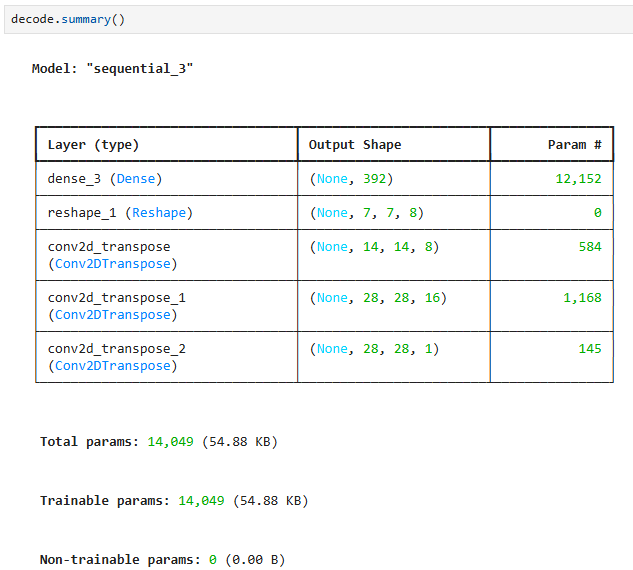 decode.summary()
Model: "sequential_3"
Layer (type) Output Shape Param #
dense_3 (Dense) (None, 392) 12,152
reshape_1 (Reshape) (None, 7, 7, 8) 0
conv2d_transpose (None, 14, 14, 8) 584
(Conv2DTranspose)
conv2d_transpose_1 (None, 28, 28, 16) 1,168
(Conv2DTranspose)
conv2d_transpose_2 (None, 28, 28, 1) 145
(Conv2DTranspose)
Total params: 14,049 (54.88 KB)
Trainable params: 14,049 (54.88 KB)
Non-trainable params: 0 (0.00 B)